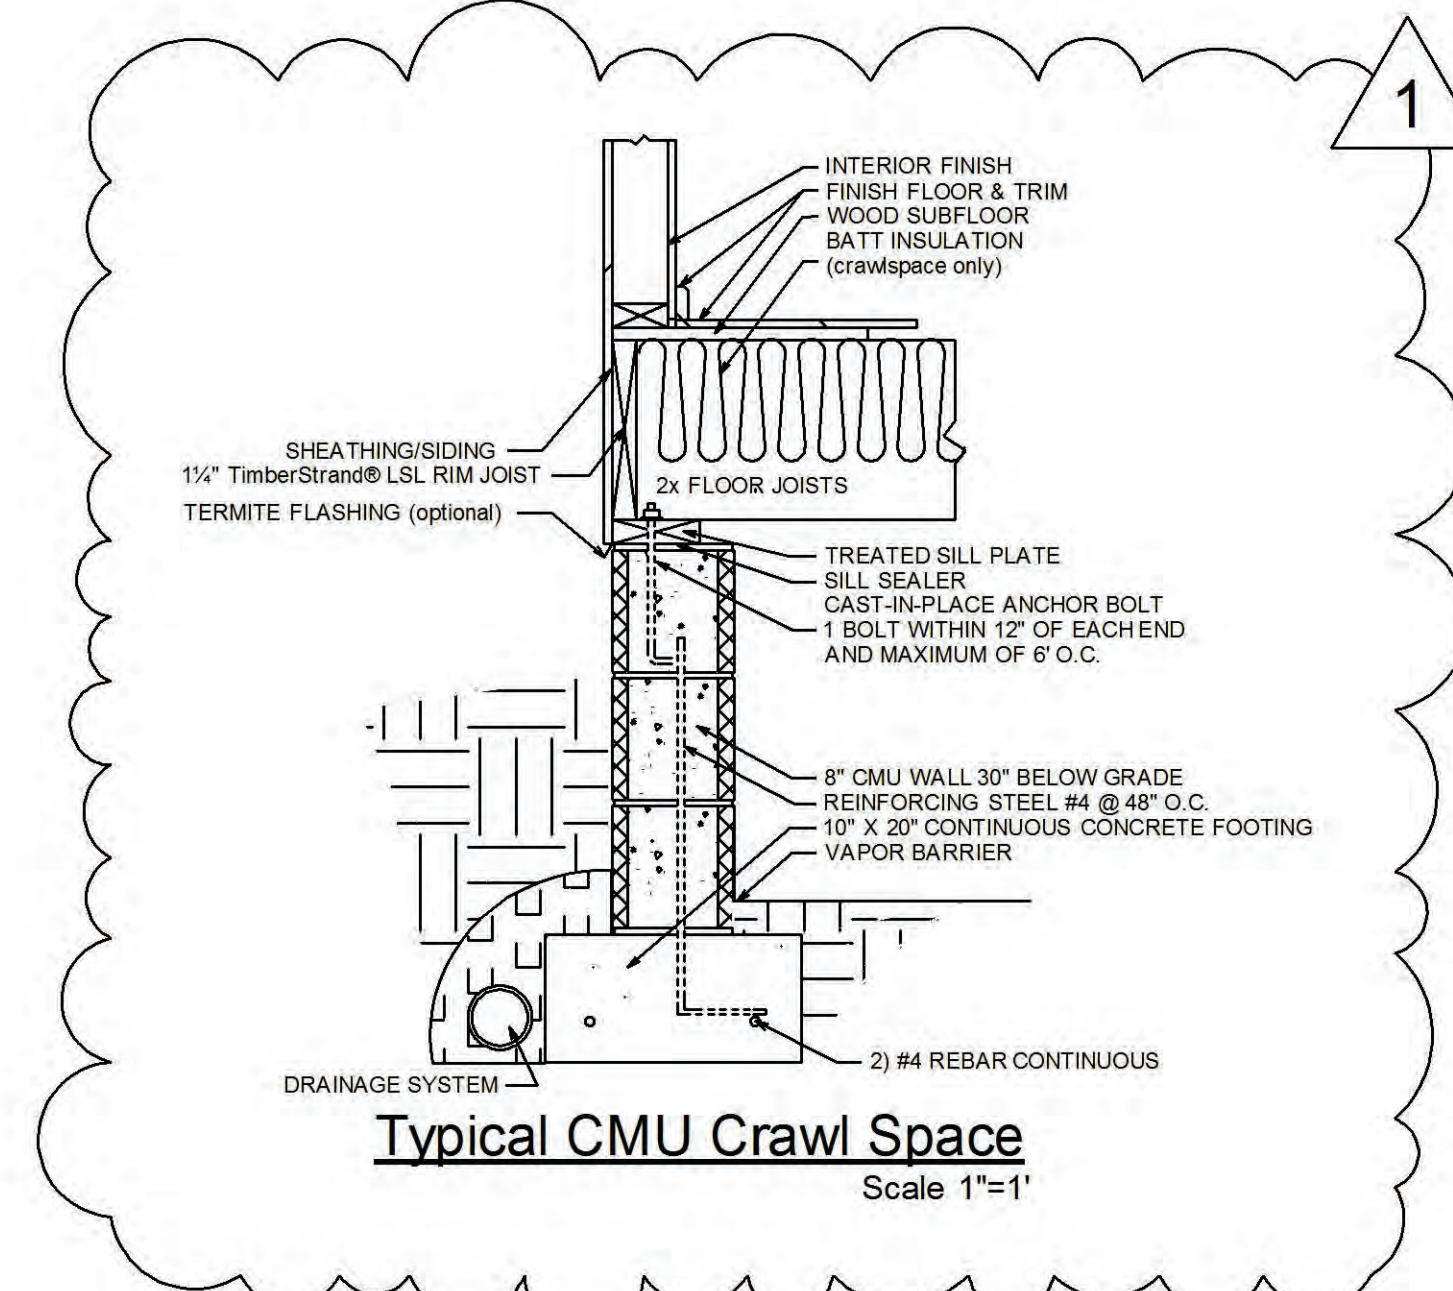 1
INTERIOR FINISH
FINISH FLOOR & TRIM
WOOD SUBFLOOR
BATT INSULATION
(crawlspace only)
SHEATHING/SIDING
1¼" TimberStrand® LSL RIM JOIST
2x FLOOR JOISTS
TERMITE FLASHING (optional)
TREATED SILL PLATE
SILL SEALER
CAST-IN-PLACE ANCHOR BOLT
1 BOLT WITHIN 12" OF EACH END
AND MAXIMUM OF 6' O.C.
8" CMU WALL 30" BELOW GRADE
REINFORCING STEEL #4 @ 48" O.C.
10" X 20" CONTINUOUS CONCRETE FOOTING
VAPOR BARRIER
2) #4 REBAR CONTINUOUS
DRAINAGE SYSTEM
Typical CMU Crawl Space
Scale 1"=1'